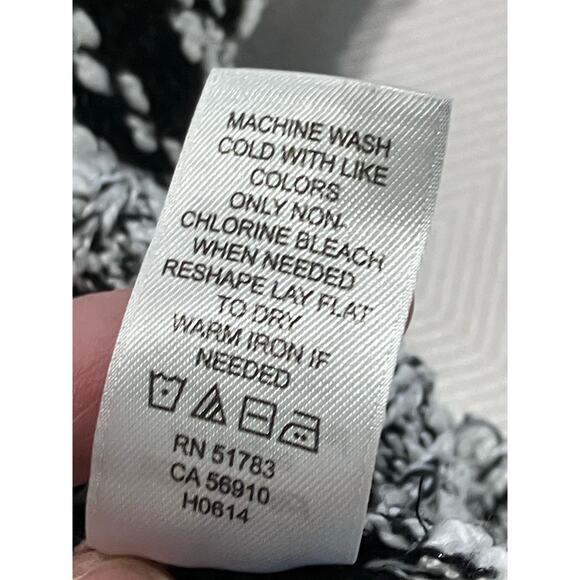 MACHINE WASH
COLD WITH LIKE
COLORS
ONLY NON-
CHLORINE BLEACH
WHEN NEEDED
RESHAPE LAY FLAT
TO DRY
WARM IRON IF
NEEDED
RN 51783
CA 56910
H0614